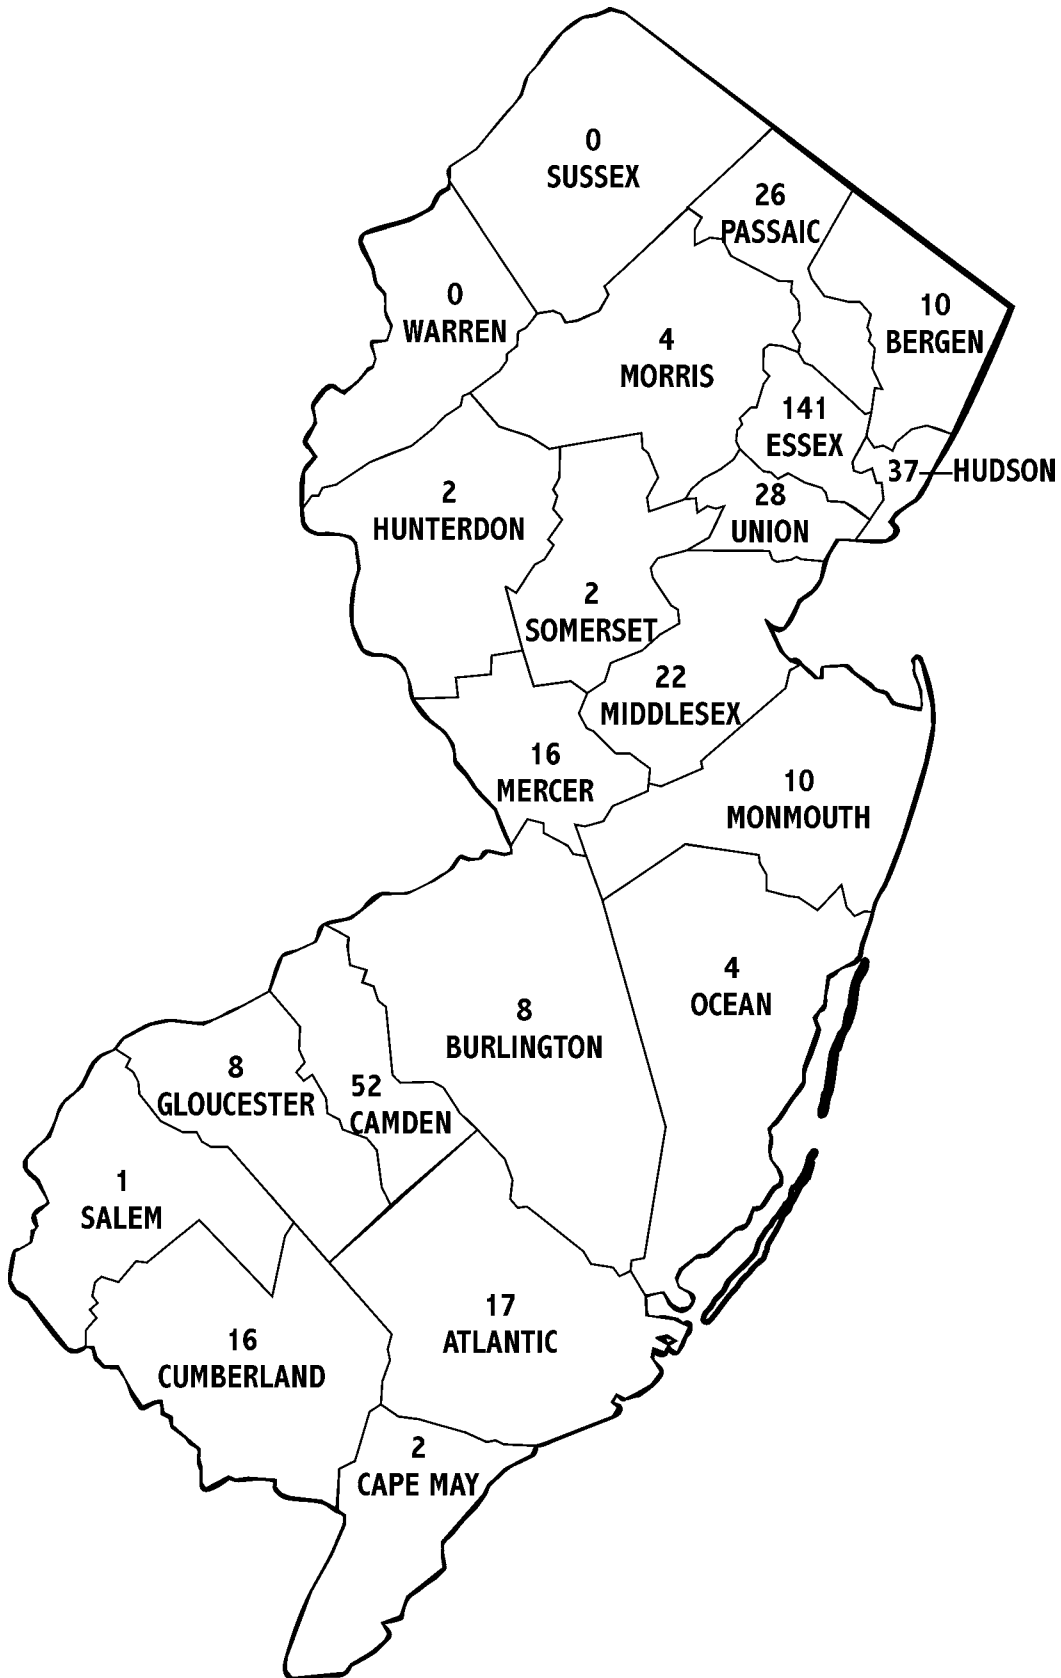 0
SUSSEX
26
PASSAIC
0
WARREN
10
BERGEN
4
MORRIS
141
ESSEX
37—HUDSON
2
HUNTERDON
28
UNION
2
SOMERSET
22
MIDDLESEX
16
MERCER
10
MONMOUTH
4
OCEAN
8
BURLINGTON
8
GLOUCESTER
52
CAMDEN
1
SALEM
17
ATLANTIC
16
CUMBERLAND
2
CAPE MAY